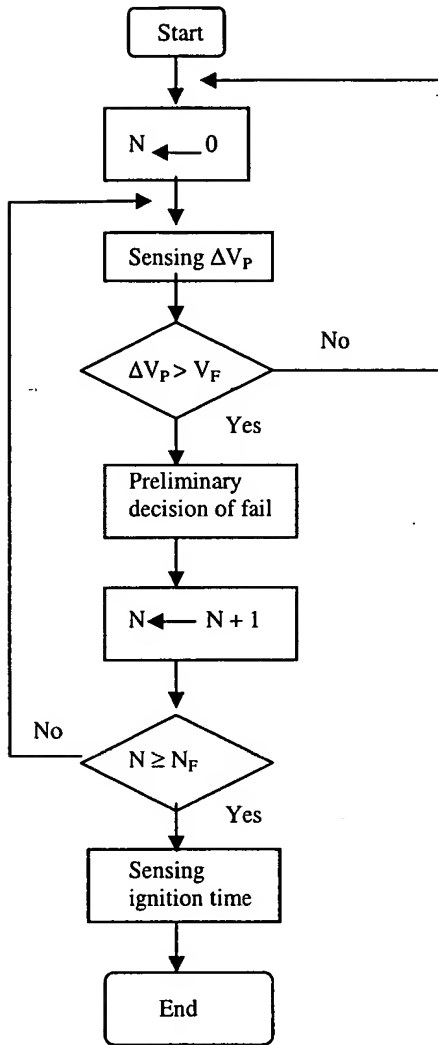 Start
N ← 0
Sensing ΔV_P
ΔV_P > V_F
No
Yes
Preliminary
decision of fail
N ← N + 1
No
N ≥ N_F
Yes
Sensing
ignition time
End